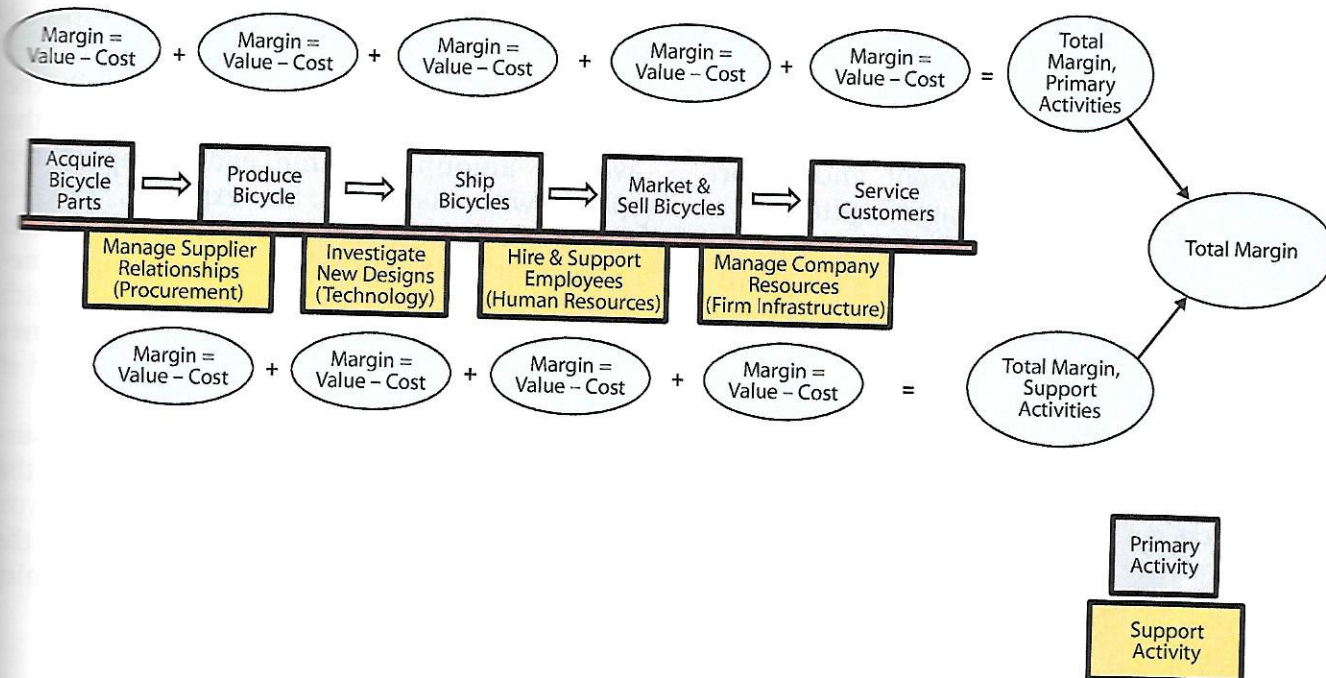 Margin =
Value – Cost
+
Margin =
Value – Cost
+
Margin =
Value – Cost
+
Margin =
Value – Cost
+
Margin =
Value – Cost
=
Total
Margin,
Primary
Activities
Acquire
Bicycle
Parts
Produce
Bicycle
Ship
Bicycles
Market &
Sell Bicycles
Service
Customers
Total Margin
Manage Supplier
Relationships
(Procurement)
Investigate
New Designs
(Technology)
Hire & Support
Employees
(Human Resources)
Manage Company
Resources
(Firm Infrastructure)
Margin =
Value – Cost
+
Margin =
Value – Cost
+
Margin =
Value – Cost
+
Margin =
Value – Cost
=
Total Margin,
Support
Activities
Primary
Activity
Support
Activity